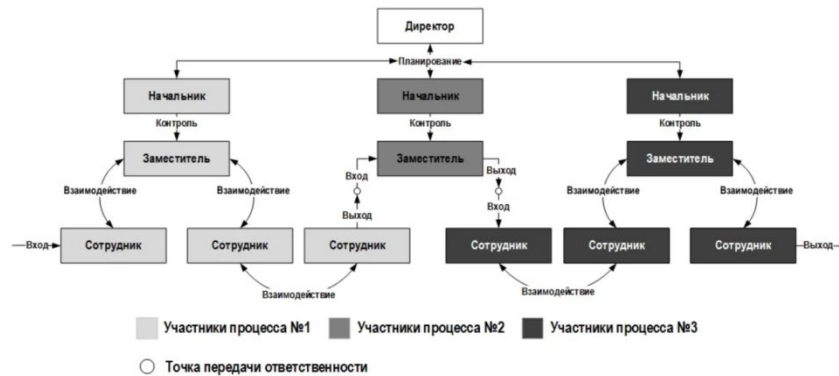 Директор
Планирование
Начальник
Начальник
Начальник
Контроль
Контроль
Контроль
Заместитель
Заместитель
Заместитель
Взаимодействие
Взаимодействие
Вход
Выход
Взаимодействие
Взаимодействие
Выход
Вход
Вход
Сотрудник
Сотрудник
Сотрудник
Сотрудник
Сотрудник
Сотрудник
Выход
Взаимодействие
Взаимодействие
Участники процесса №1
Участники процесса №2
Участники процесса №3
Точка передачи ответственности